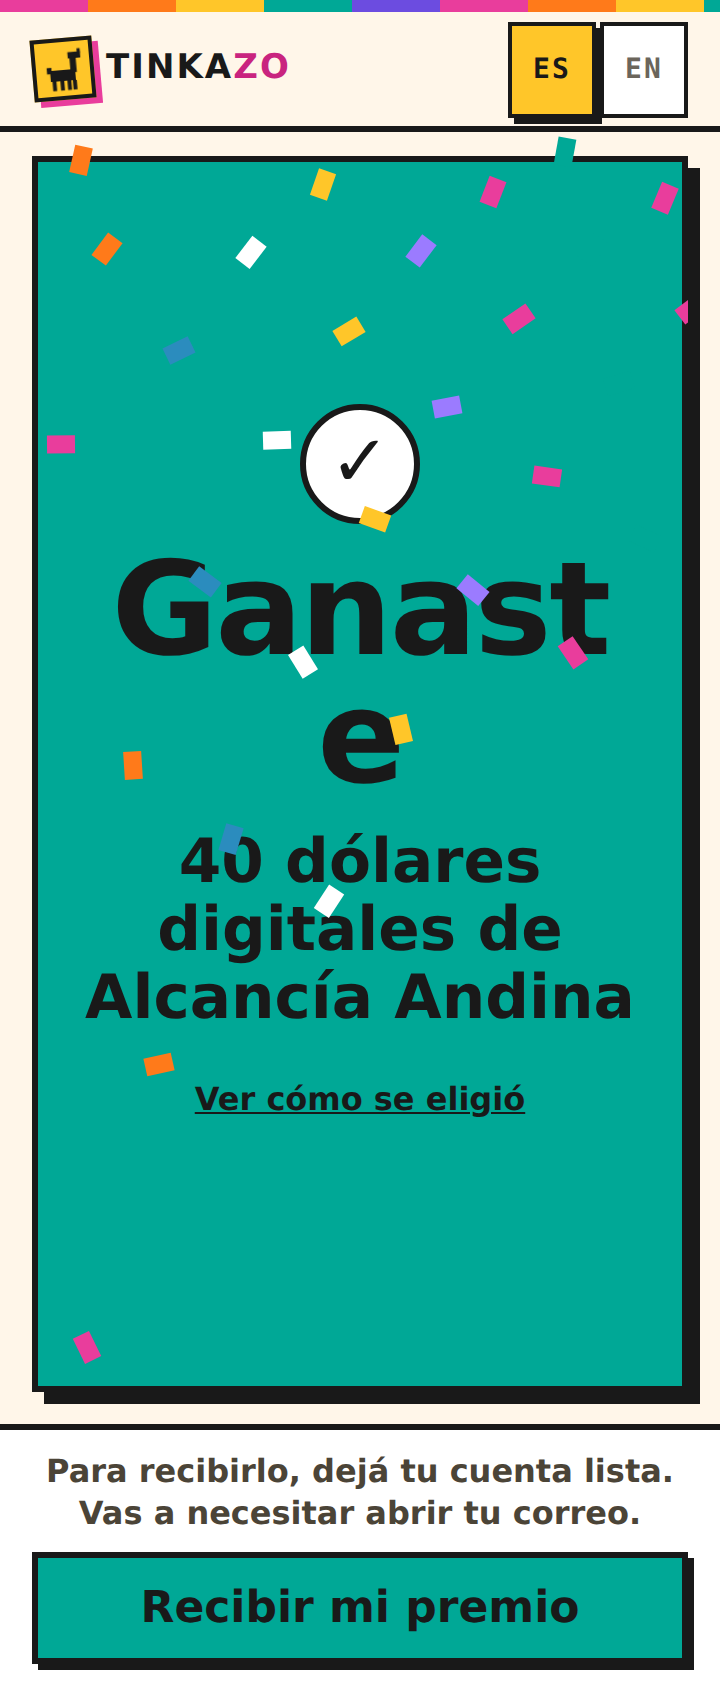 TINKAZO
ES EN
✓
Ganast
e
40 dólares
digitales de
Alcancía Andina
Ver cómo se eligió
Para recibirlo, dejá tu cuenta lista.
Vas a necesitar abrir tu correo.
Recibir mi premio